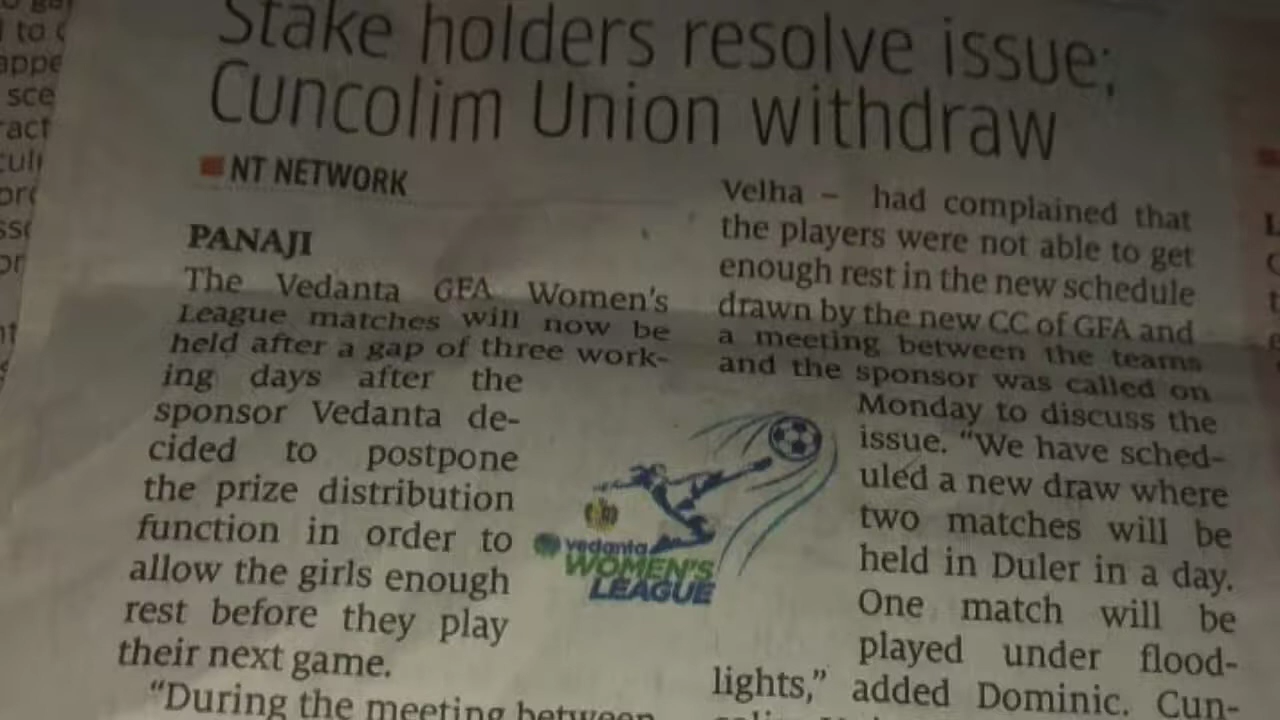 Stake holders resolve issue;
Cuncolim Union withdraw
NT NETWORK
PANAJI
The Vedanta GFA Women's
League matches will now be
held after a gap of three work-
ing days after the
sponsor Vedanta de-
cided to postpone
the prize distribution
function in order to
allow the girls enough
rest before they play
their next game.
"During the meeting between
Velha – had complained that
the players were not able to get
enough rest in the new schedule
drawn by the new CC of GFA and
a meeting between the teams
and the sponsor was called on
Monday to discuss the
issue. "We have sched-
uled a new draw where
two matches will be
held in Duler in a day.
One match will be
played under flood-
lights," added Dominic. Cun-
vedanta
WOMEN'S
LEAGUE